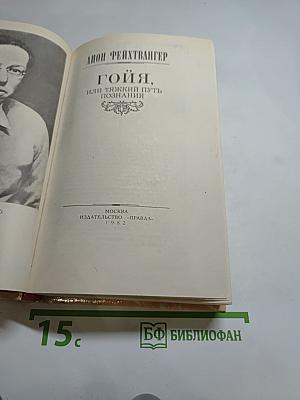 ЛИОН ФЕЙХТВАНГЕР
ГОЙЯ,
ИЛИ ТЯЖКИЙ ПУТЬ
ПОЗНАНИЯ
МОСКВА
ИЗДАТЕЛЬСТВО «ПРАВДА»
1982
15с
БФ БИБЛИОФАН